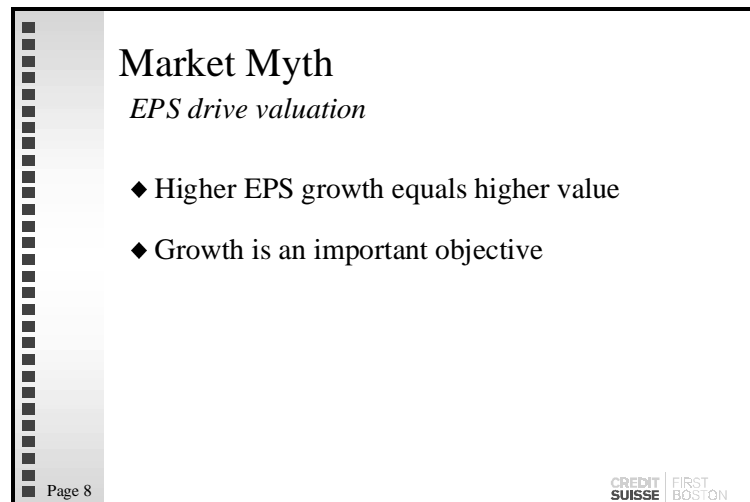 Market Myth
EPS drive valuation
◆ Higher EPS growth equals higher value
◆ Growth is an important objective
Page 8
CREDIT FIRST
SUISSE BOSTON